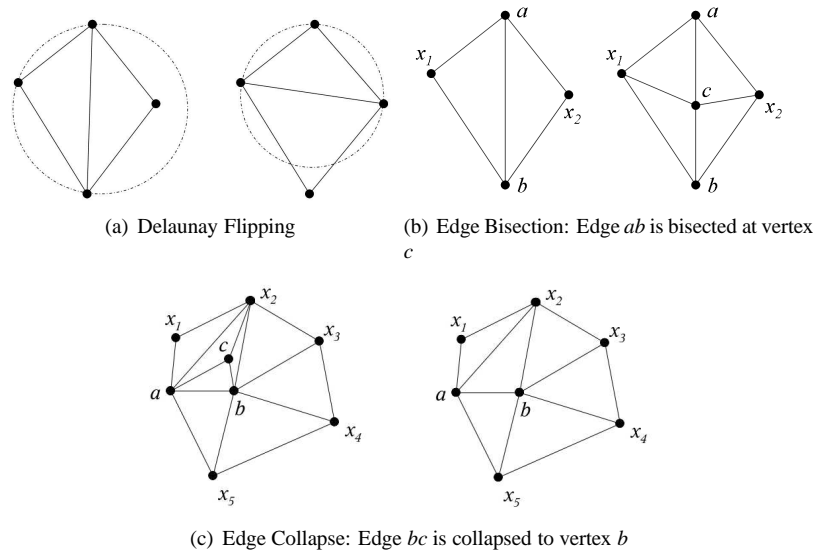 a
a
x1
x1
c
x2
x2
b
b
(a) Delaunay Flipping
(b) Edge Bisection: Edge ab is bisected at vertex
c
x2
x2
x1
x1
c
x3
x3
a
b
a
b
x4
x4
x5
x5
(c) Edge Collapse: Edge bc is collapsed to vertex b